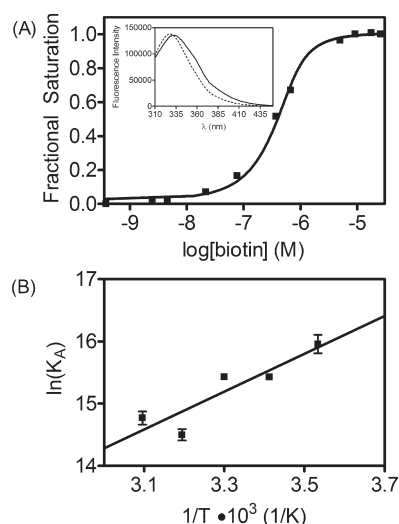 (A)
150000
100000
50000
0
Fluorescence Intensity
310 335 360 385 410 435
λ (nm)
1.0
0.8
0.6
0.4
0.2
0.0
Fractional Saturation
-9 -8 -7 -6 -5
log[biotin] (M)
(B)
17
16
15
14
ln(KA)
3.1 3.3 3.5 3.7
1/T •10³ (1/K)